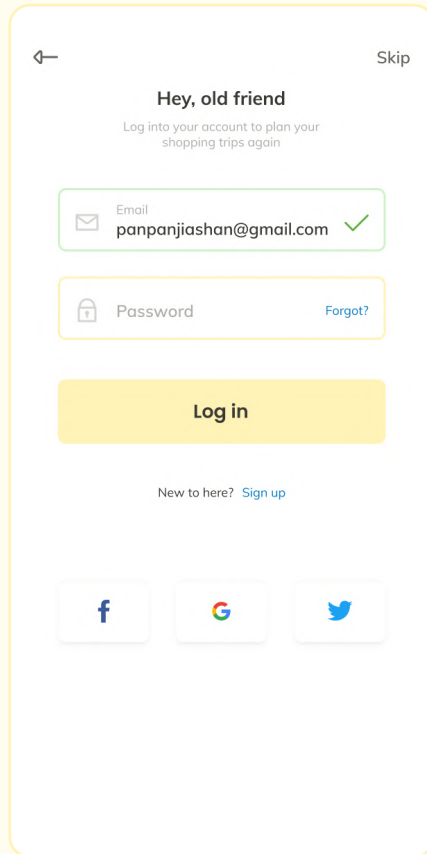 Skip
Hey, old friend
Log into your account to plan your
shopping trips again
Email
panpanjiashan@gmail.com
Password Forgot?
Log in
New to here? Sign up